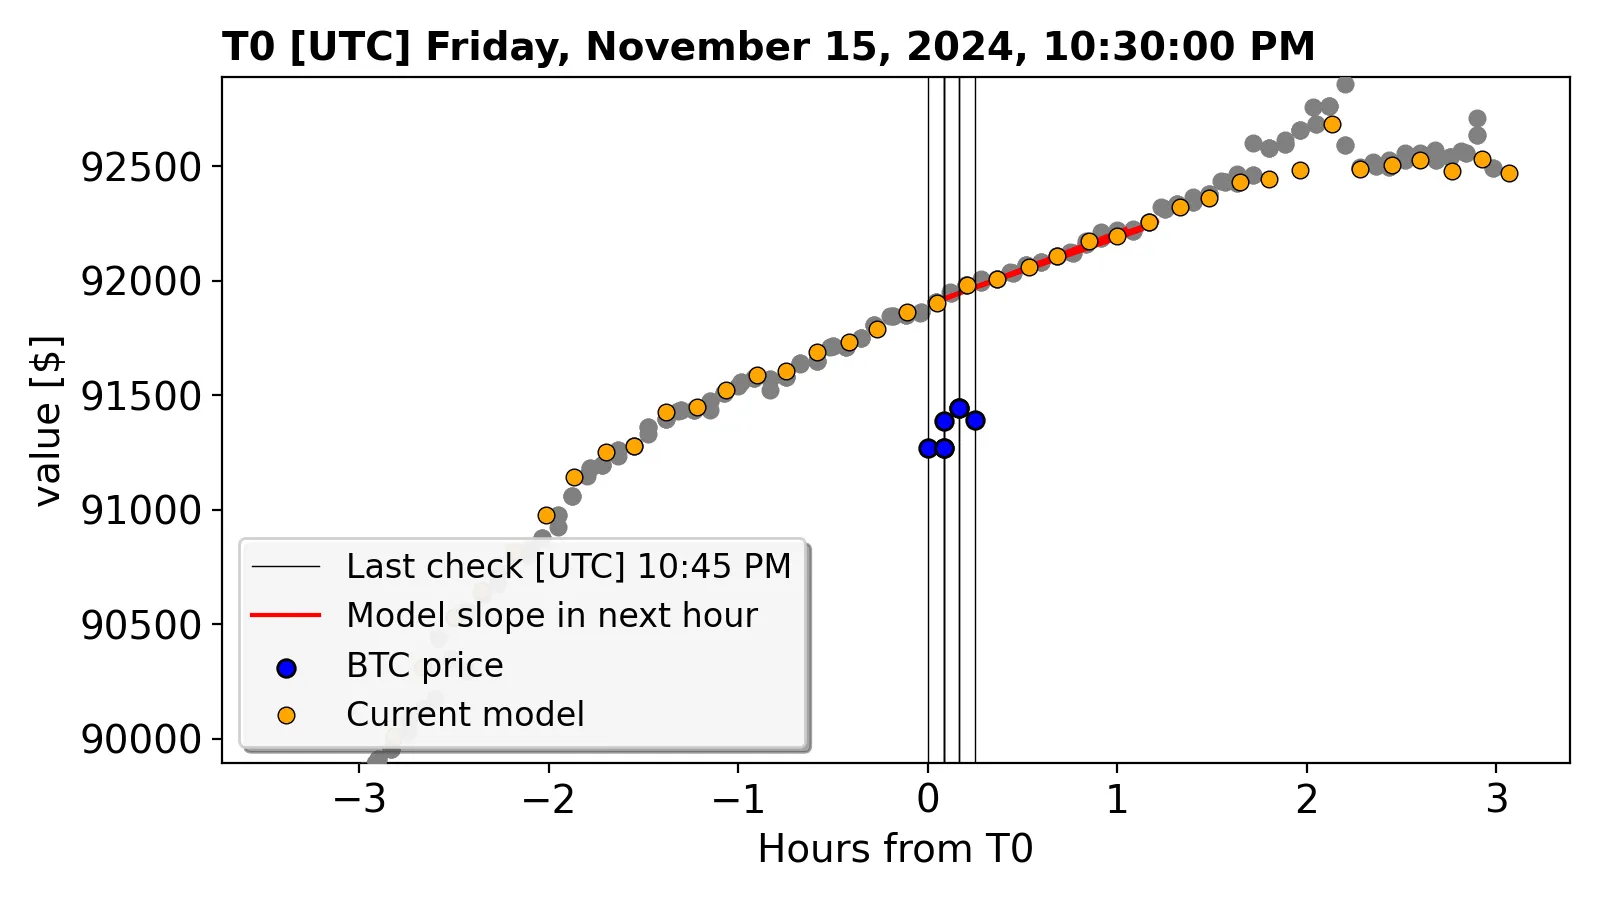 T0 [UTC] Friday, November 15, 2024, 10:30:00 PM
value [$]
92500
92000
91500
91000
90500
90000
Last check [UTC] 10:45 PM
Model slope in next hour
BTC price
Current model
−3 −2 −1 0 1 2 3
Hours from T0